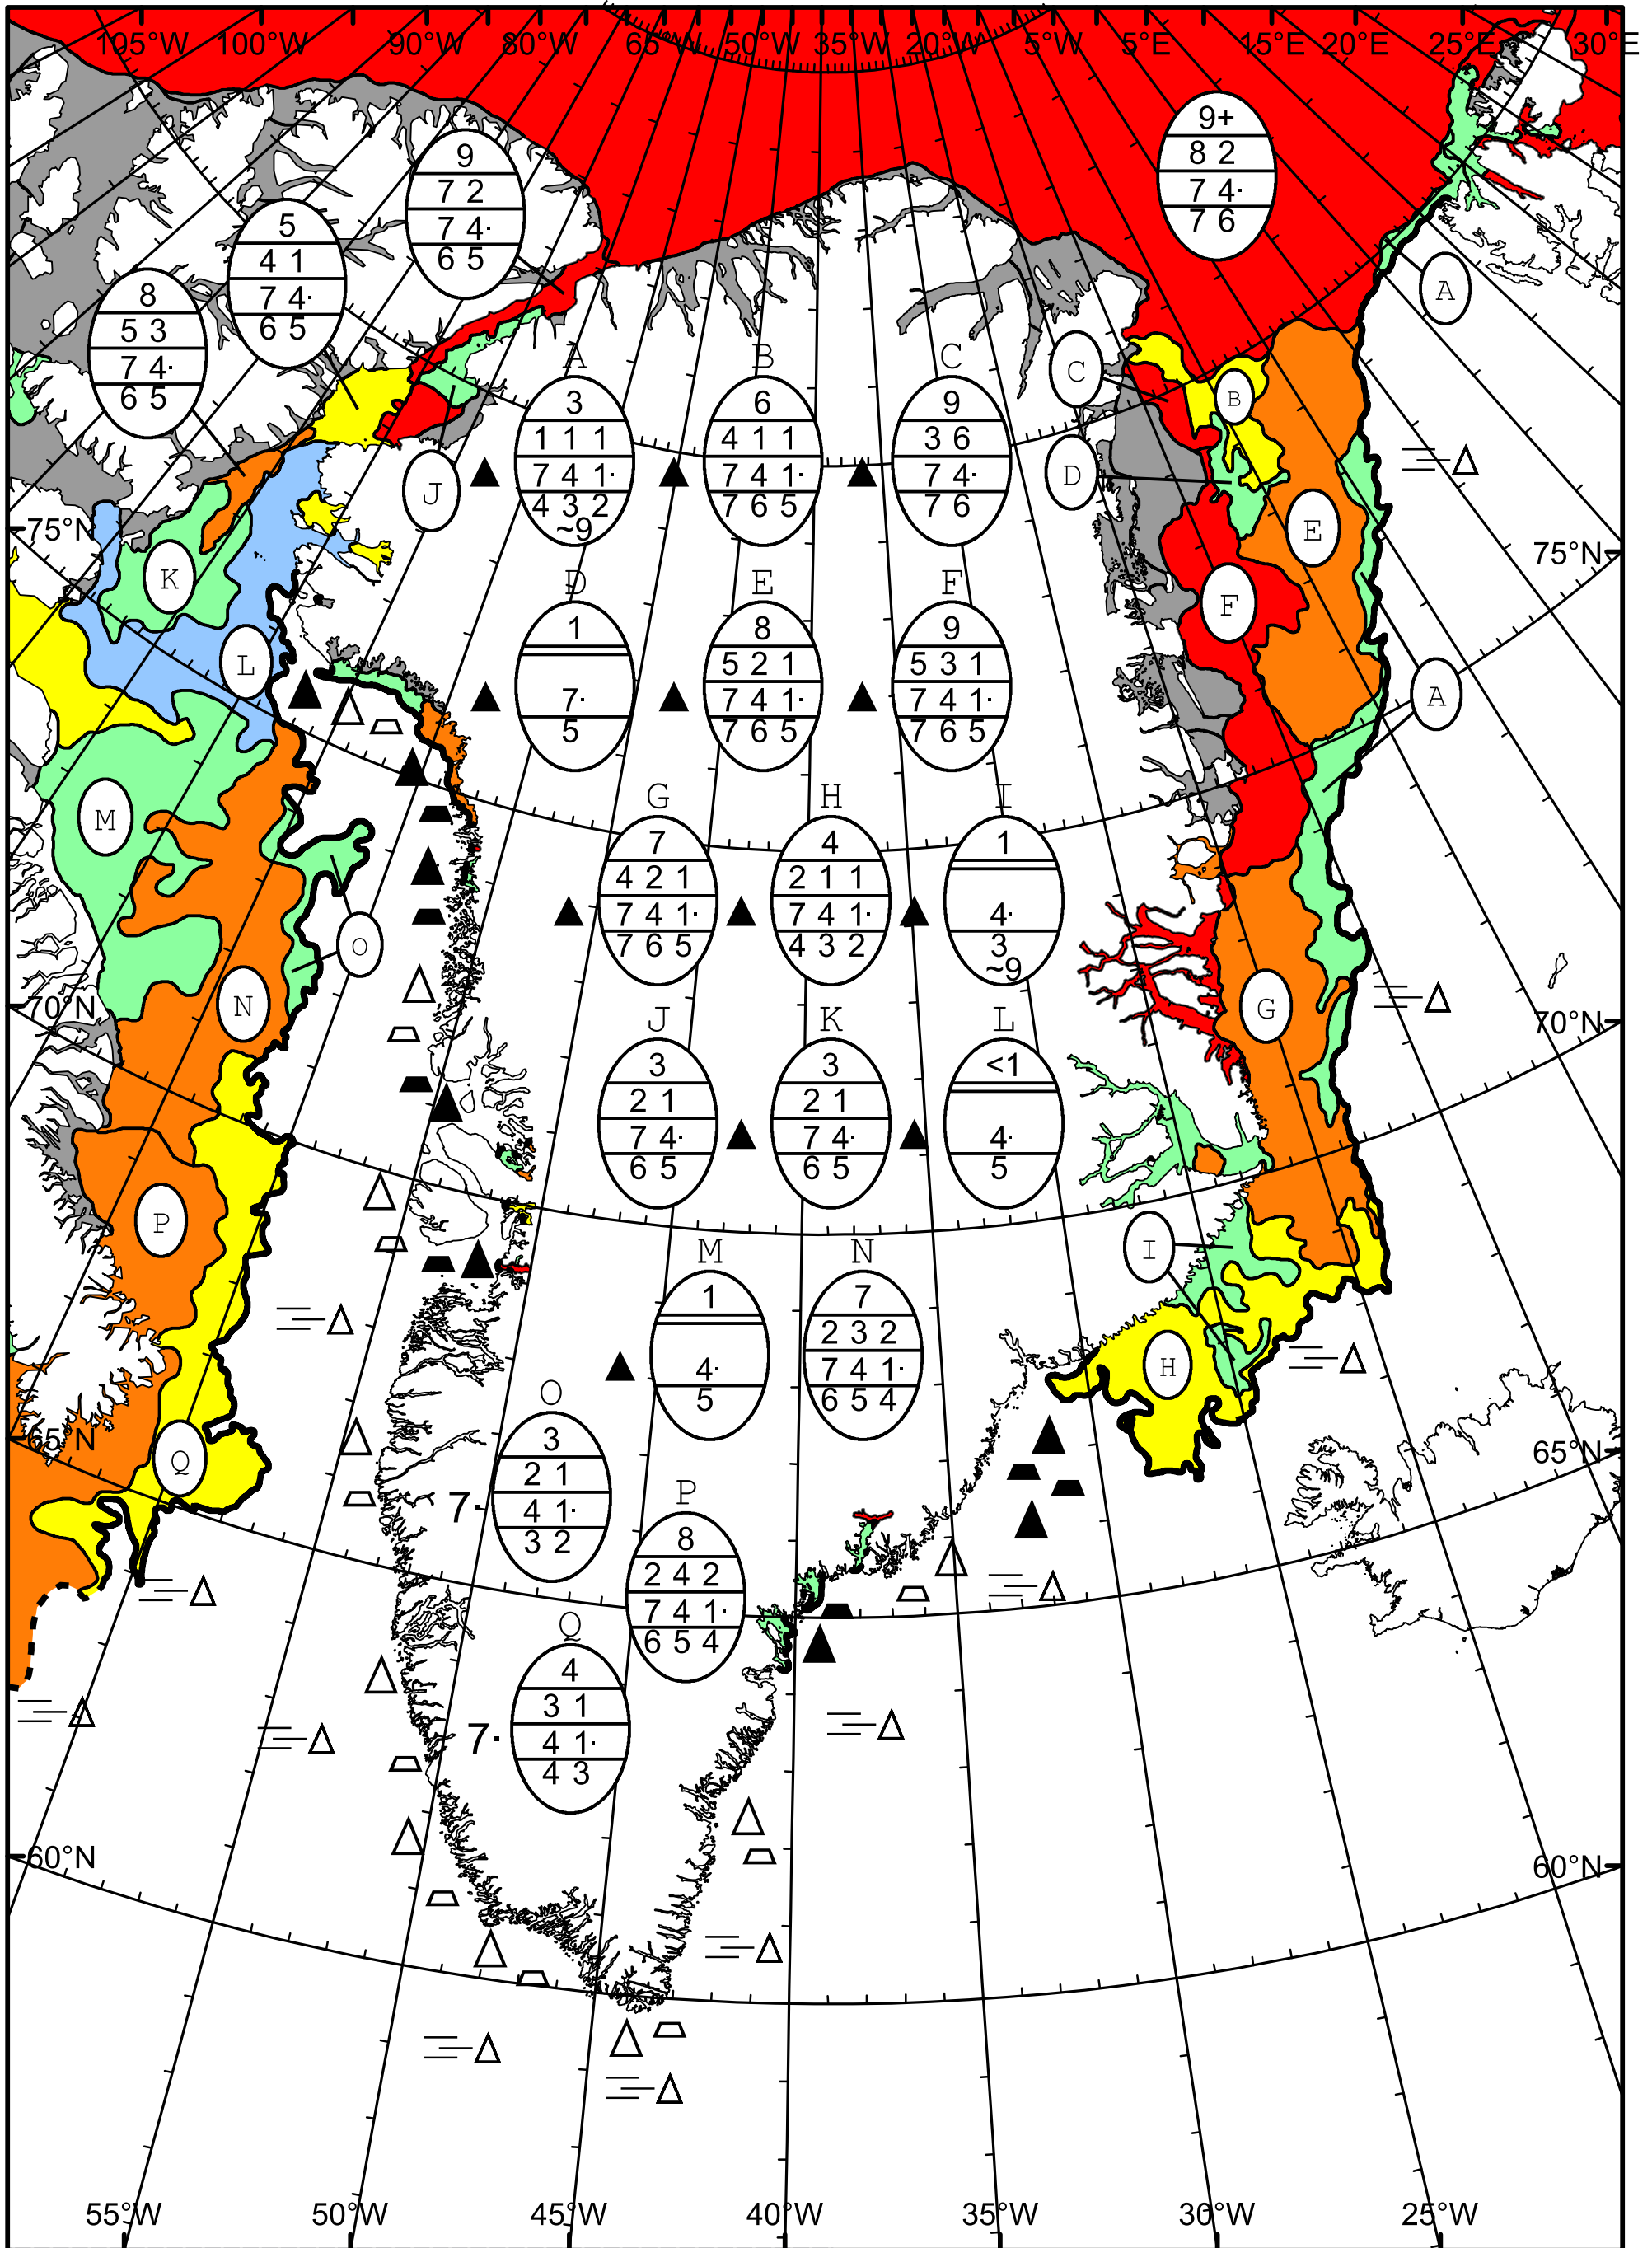 105°W 100°W 90°W 80°W 65°W 50°W 35°W 20°W 5°W 5°E 15°E 20°E 25°E 30°E
9+
8 2
7 4·
7 6
9
7 2
7 4·
6 5
5
4 1
7 4·
6 5
8
5 3
7 4·
6 5
A
3
1 1 1
7 4 1·
4 3 2
~9
B
6
4 1 1
7 4 1·
7 6 5
C
9
3 6
7 4·
7 6
D
1
7·
5
E
8
5 2 1
7 4 1·
7 6 5
F
9
5 3 1
7 4 1·
7 6 5
G
7
4 2 1
7 4 1·
7 6 5
H
4
2 1 1
7 4 1·
4 3 2
I
1
4·
3
~9
J
3
2 1
7 4·
6 5
K
3
2 1
7 4·
6 5
L
<1
4·
5
M
1
4·
5
N
7
2 3 2
7 4 1·
6 5 4
O
3
2 1
7· 4 1·
3 2
P
8
2 4 2
7 4 1·
6 5 4
Q
4
3 1
7· 4 1·
4 3
A
C
B
D
E
F
A
G
I
H
J
K
L
M
O
N
P
Q
75°N
75°N
70°N
70°N
65°N
65°N
60°N
60°N
55°W 50°W 45°W 40°W 35°W 30°W 25°W